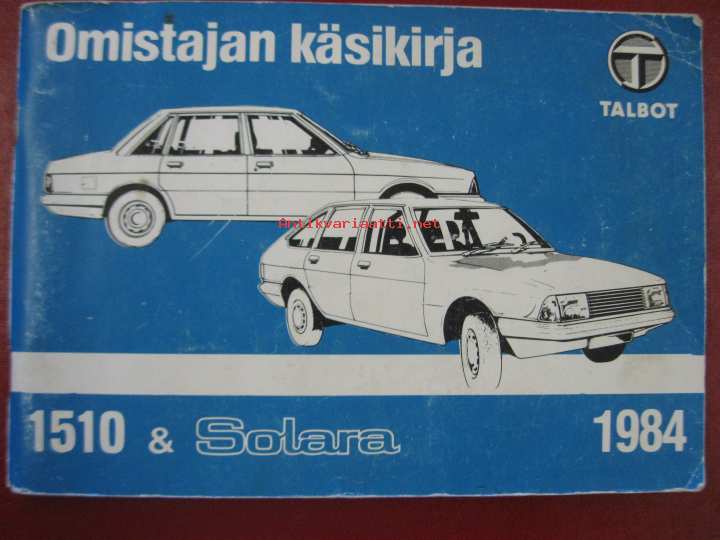 Omistajan käsikirja
TALBOT
Antikvariaatti.net
1510 & Solara
1984